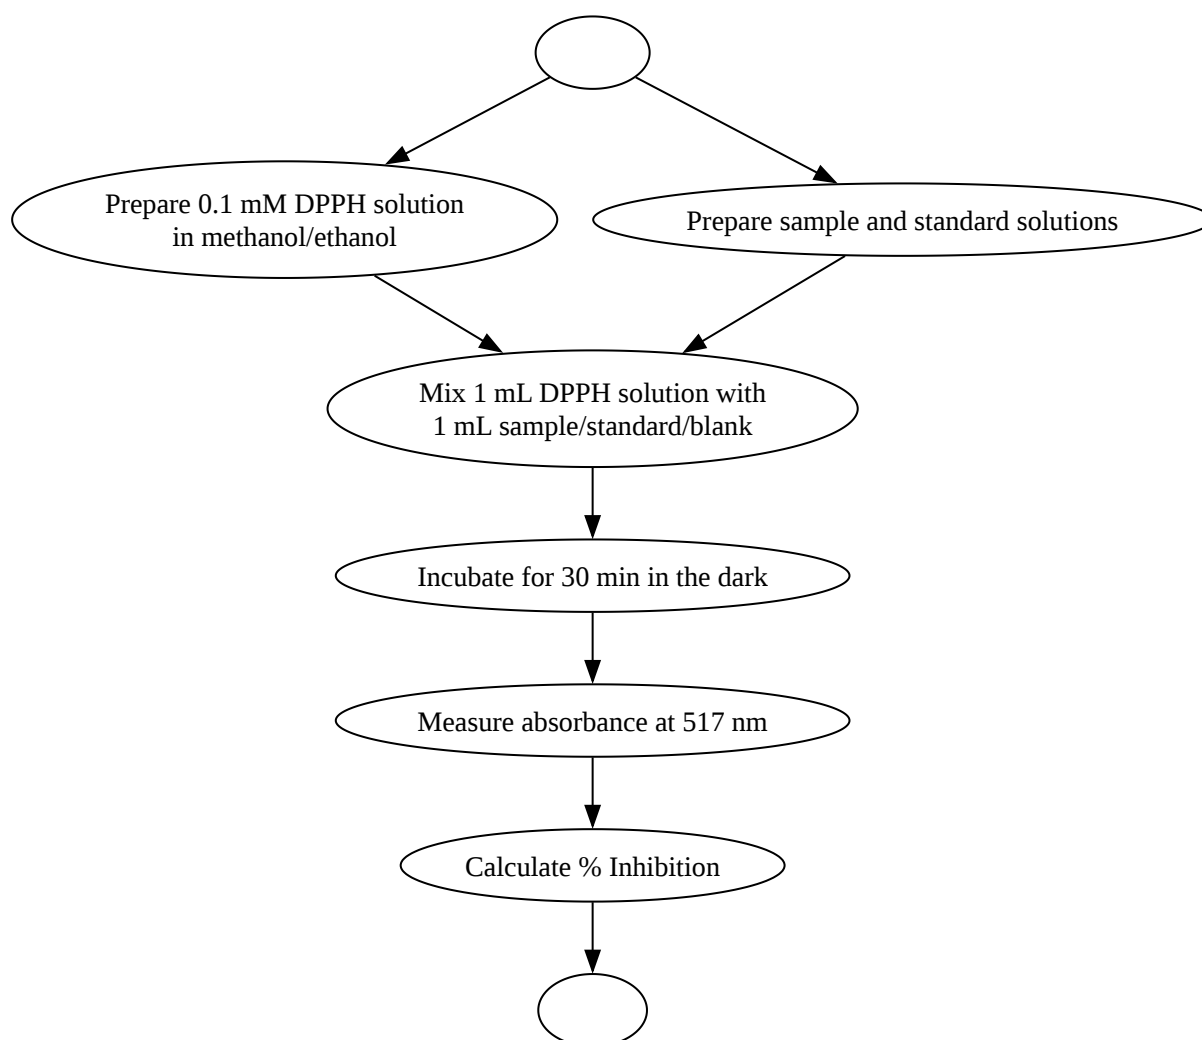 Prepare 0.1 mM DPPH solution
in methanol/ethanol
Prepare sample and standard solutions
Mix 1 mL DPPH solution with
1 mL sample/standard/blank
Incubate for 30 min in the dark
Measure absorbance at 517 nm
Calculate % Inhibition